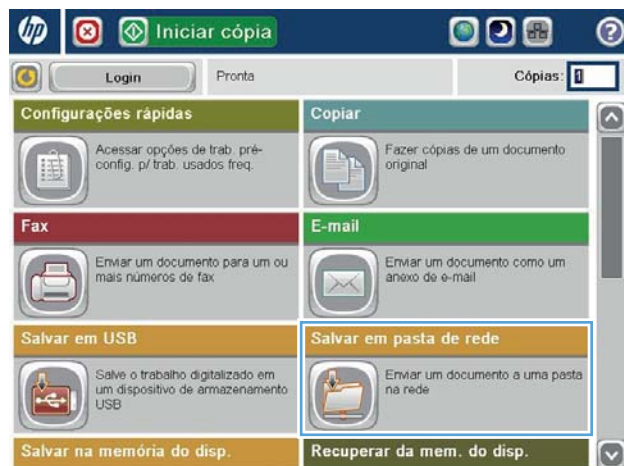 hp
Iniciar cópia
?
Login
Pronta
Cópias: 1
Configurações rápidas
Acessar opções de trab. pré-
config. p/ trab. usados freq.
Copiar
Fazer cópias de um documento
original
Fax
Enviar um documento para um ou
mais números de fax
E-mail
Enviar um documento como um
anexo de e-mail
Salvar em USB
Salve o trabalho digitalizado em
um dispositivo de armazenamento
USB
Salvar em pasta de rede
Enviar um documento a uma pasta
na rede
Salvar na memória do disp.
Recuperar da mem. do disp.